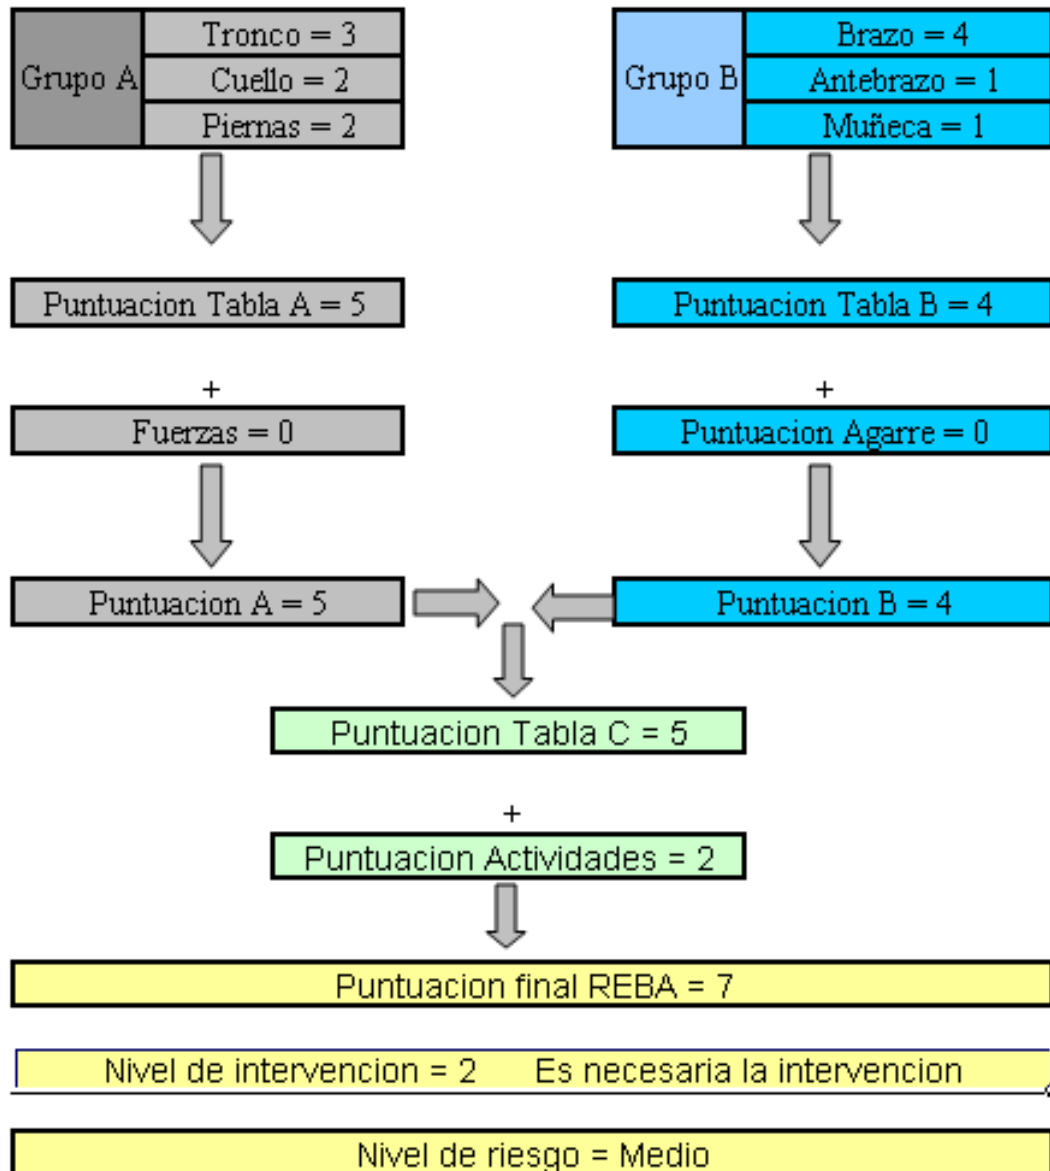 Grupo A
Tronco = 3
Cuello = 2
Piernas = 2
Grupo B
Brazo = 4
Antebrazo = 1
Muñeca = 1
Puntuacion Tabla A = 5
Puntuacion Tabla B = 4
+
+
Fuerzas = 0
Puntuacion Agarre = 0
Puntuacion A = 5
Puntuacion B = 4
Puntuacion Tabla C = 5
+
Puntuacion Actividades = 2
Puntuacion final REBA = 7
Nivel de intervencion = 2 Es necesaria la intervencion
Nivel de riesgo = Medio